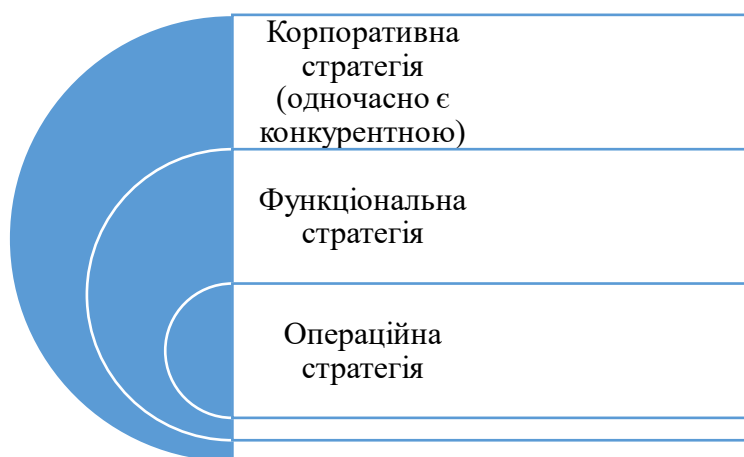 Корпоративна
стратегія
(одночасно є
конкурентною)
Функціональна
стратегія
Операційна
стратегія